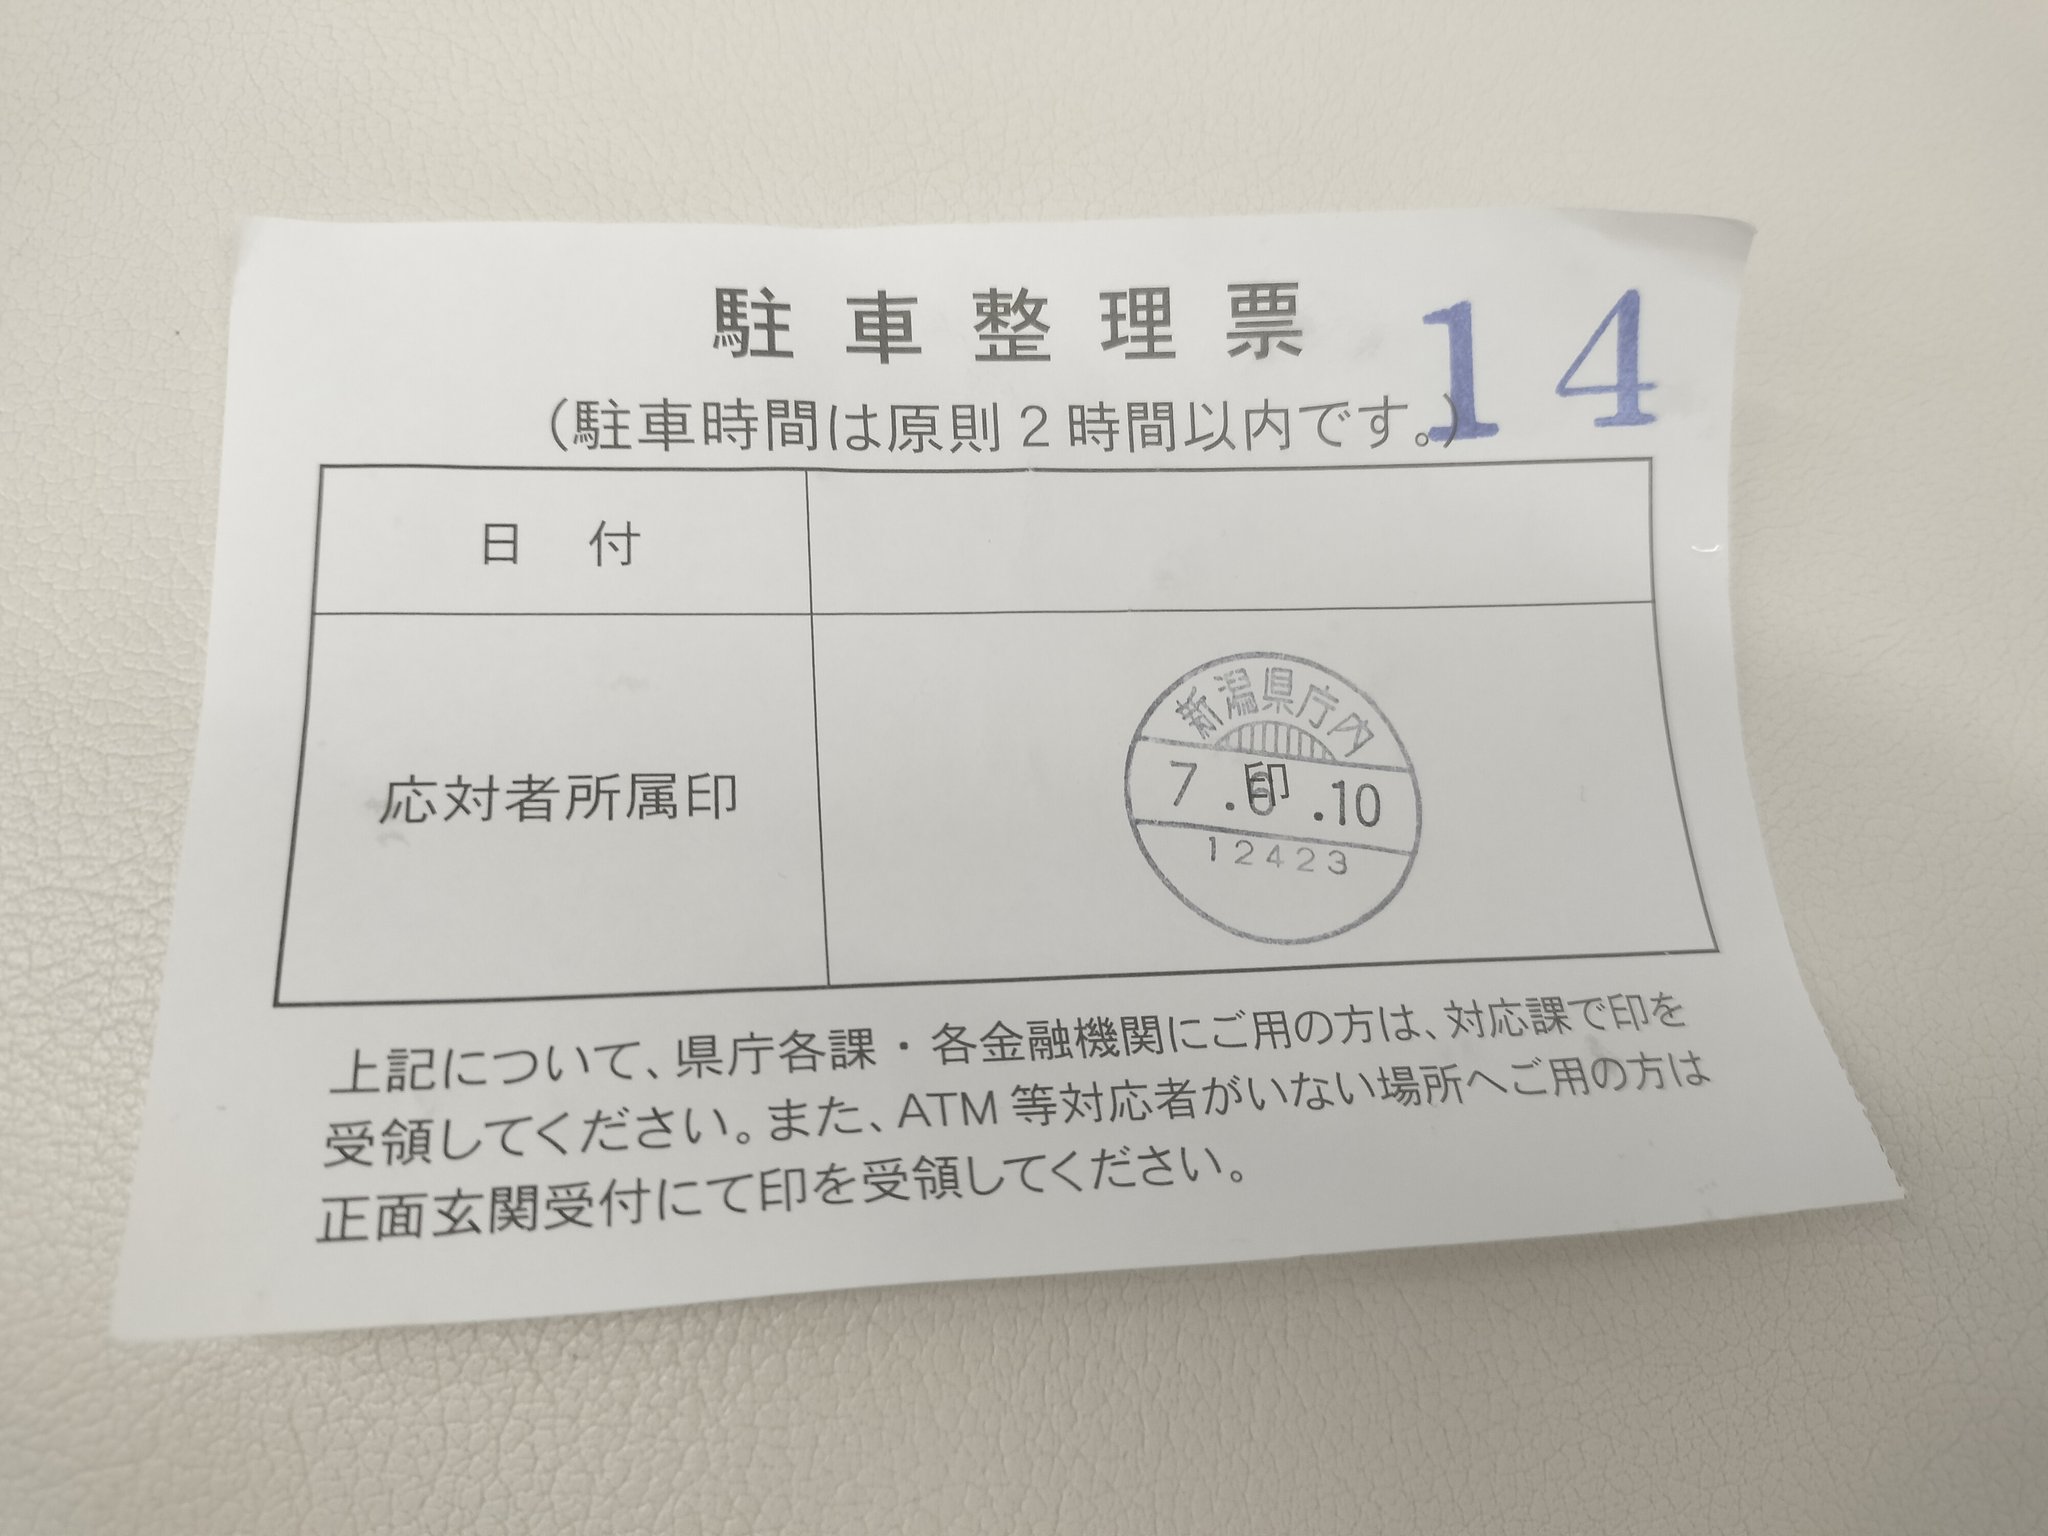 駐車整理票
14
(駐車時間は原則2時間以内です。)
日 付
応対者所属印
新潟県庁内
7 .6 .10
印
12423
上記について、県庁各課・各金融機関にご用の方は、対応課で印を
受領してください。また、ATM 等対応者がいない場所へご用の方は
正面玄関受付にて印を受領してください。